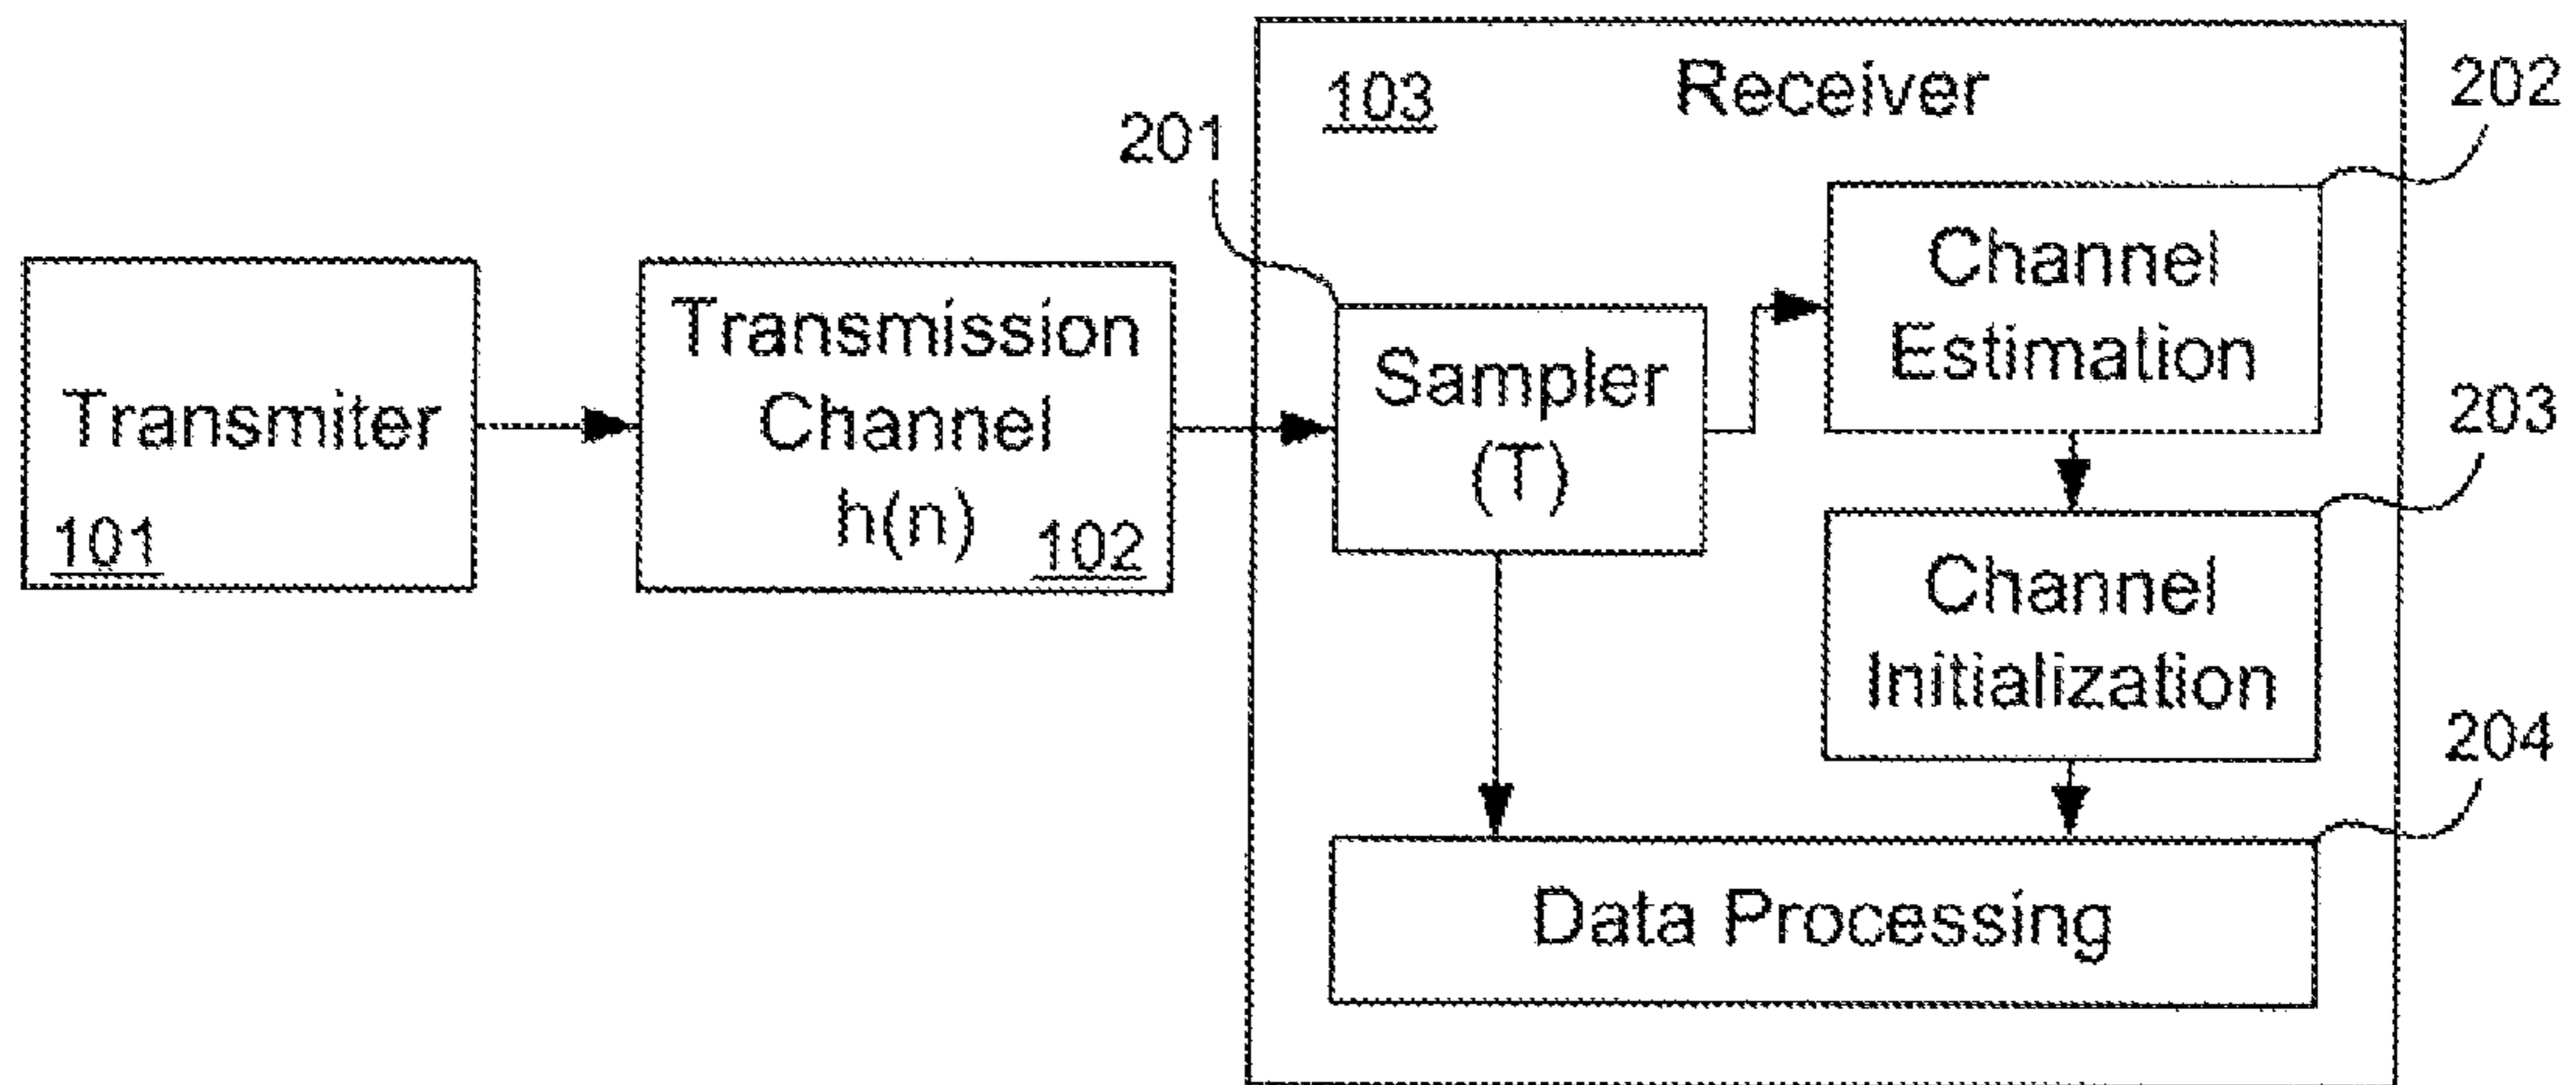 103
Receiver
202
201
Channel
Estimation
Transmiter
101
Transmission
Channel
h(n)
102
Sampler
(T)
203
Channel
Initialization
204
Data Processing